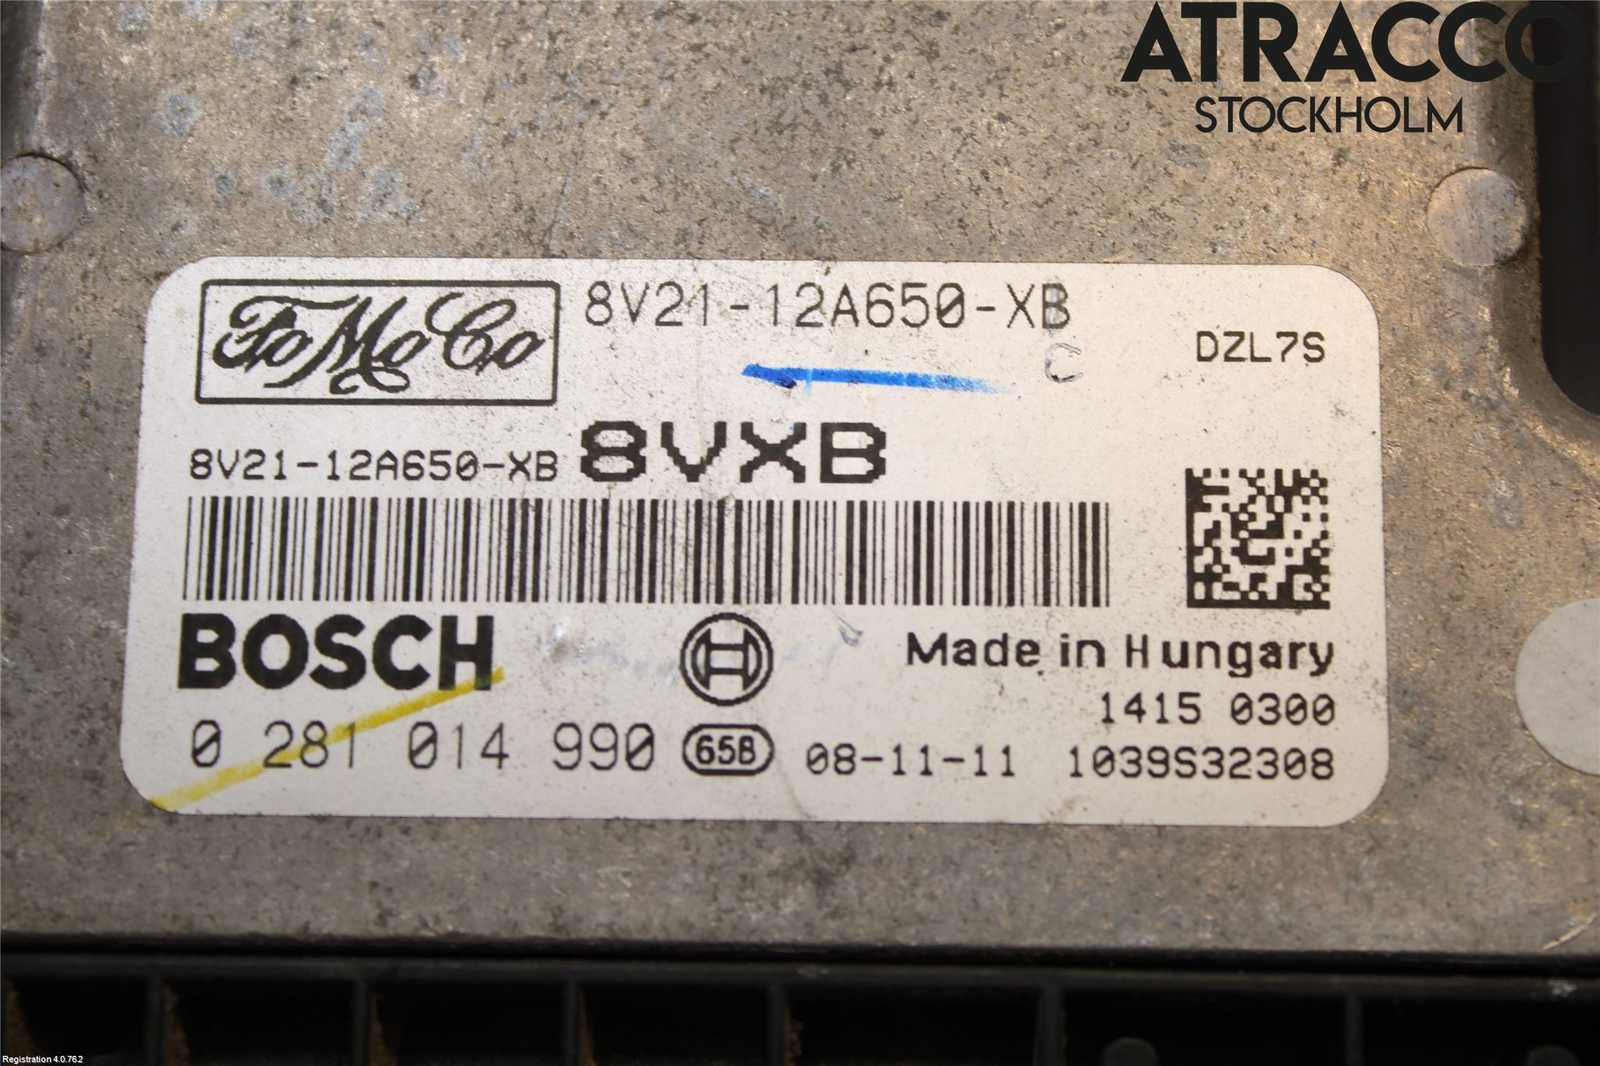 ATRACCO
STOCKHOLM
FoMoCo
8V21-12A650-XB
C
DZL7S
8V21-12A650-XB 8VXB
BOSCH
Made in Hungary
1415 0300
0 281 014 990 65B 08-11-11 1039S32308
Registration 4.0.76.2